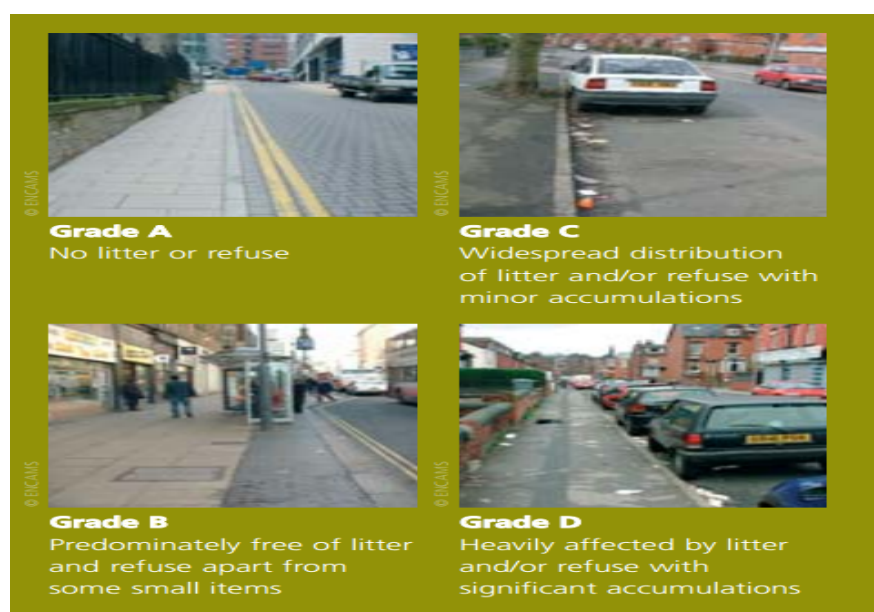 © ENCAMS
Grade A
No litter or refuse
© ENCAMS
Grade C
Widespread distribution
of litter and/or refuse with
minor accumulations
© ENCAMS
Grade B
Predominately free of litter
and refuse apart from
some small items
© ENCAMS
Grade D
Heavily affected by litter
and/or refuse with
significant accumulations